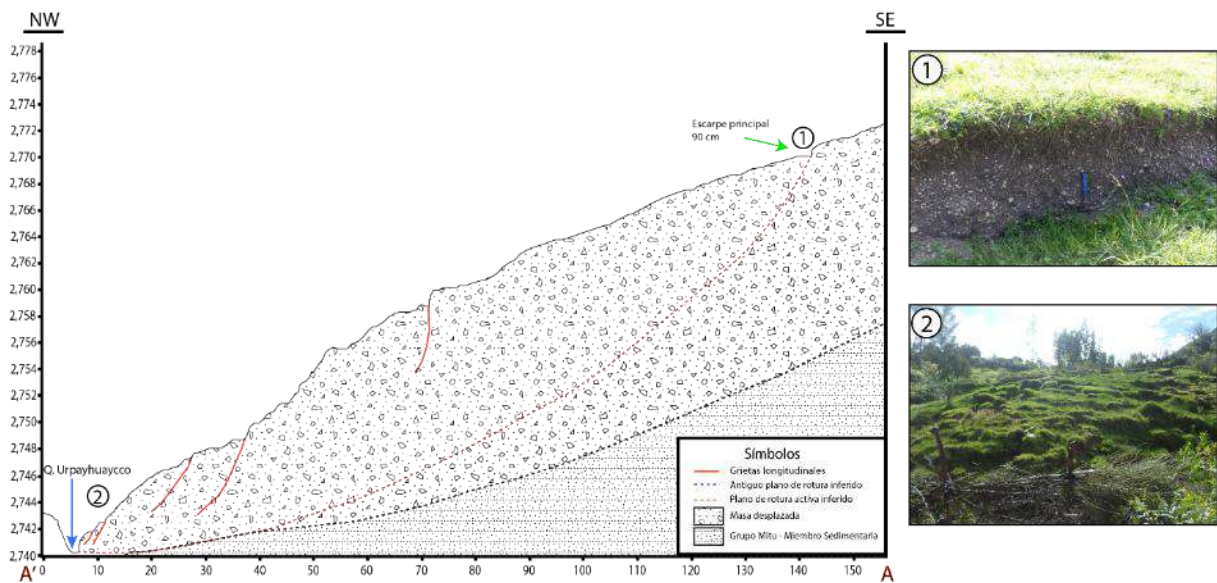 NW
SE
2,778
2,776
2,774
2,772
2,770
2,768
2,766
2,764
2,762
2,760
2,758
2,756
2,754
2,752
2,750
2,748
2,746
2,744
2,742
2,740
Escarpe principal
90 cm
1
Q. Urpayhuaycco
2
Símbolos
Grietas longitudinales
Antiguo plano de rotura inferido
Plano de rotura activa inferido
Masa desplazada
Grupo Mitu - Miembro Sedimentaria
0 10 20 30 40 50 60 70 80 90 100 110 120 130 140 150
A'
A
1
2